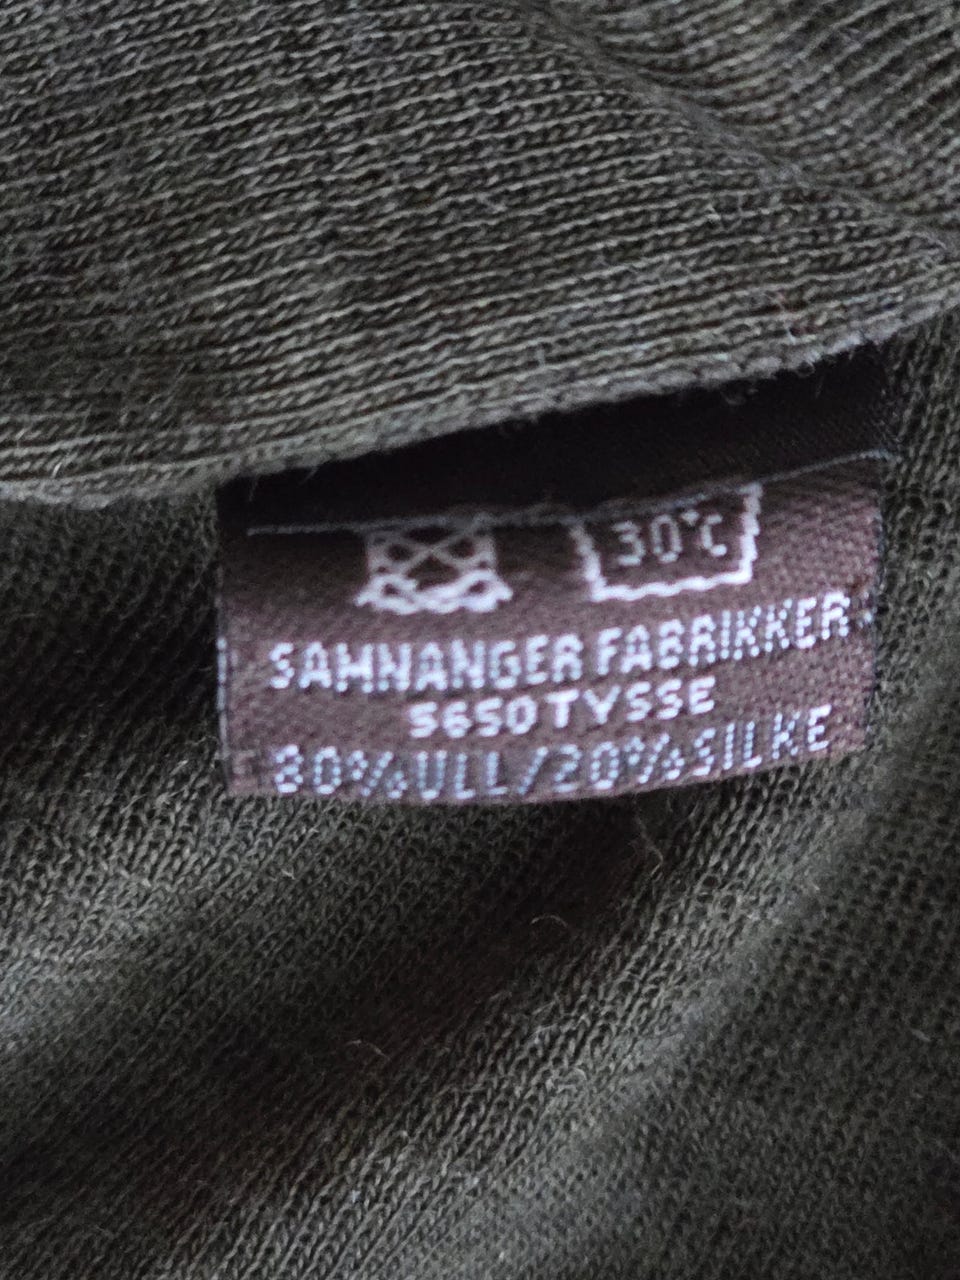 30°C
SAMNANGER FABRIKKER
5650 TYSSE
80% ULL/20% SILKE